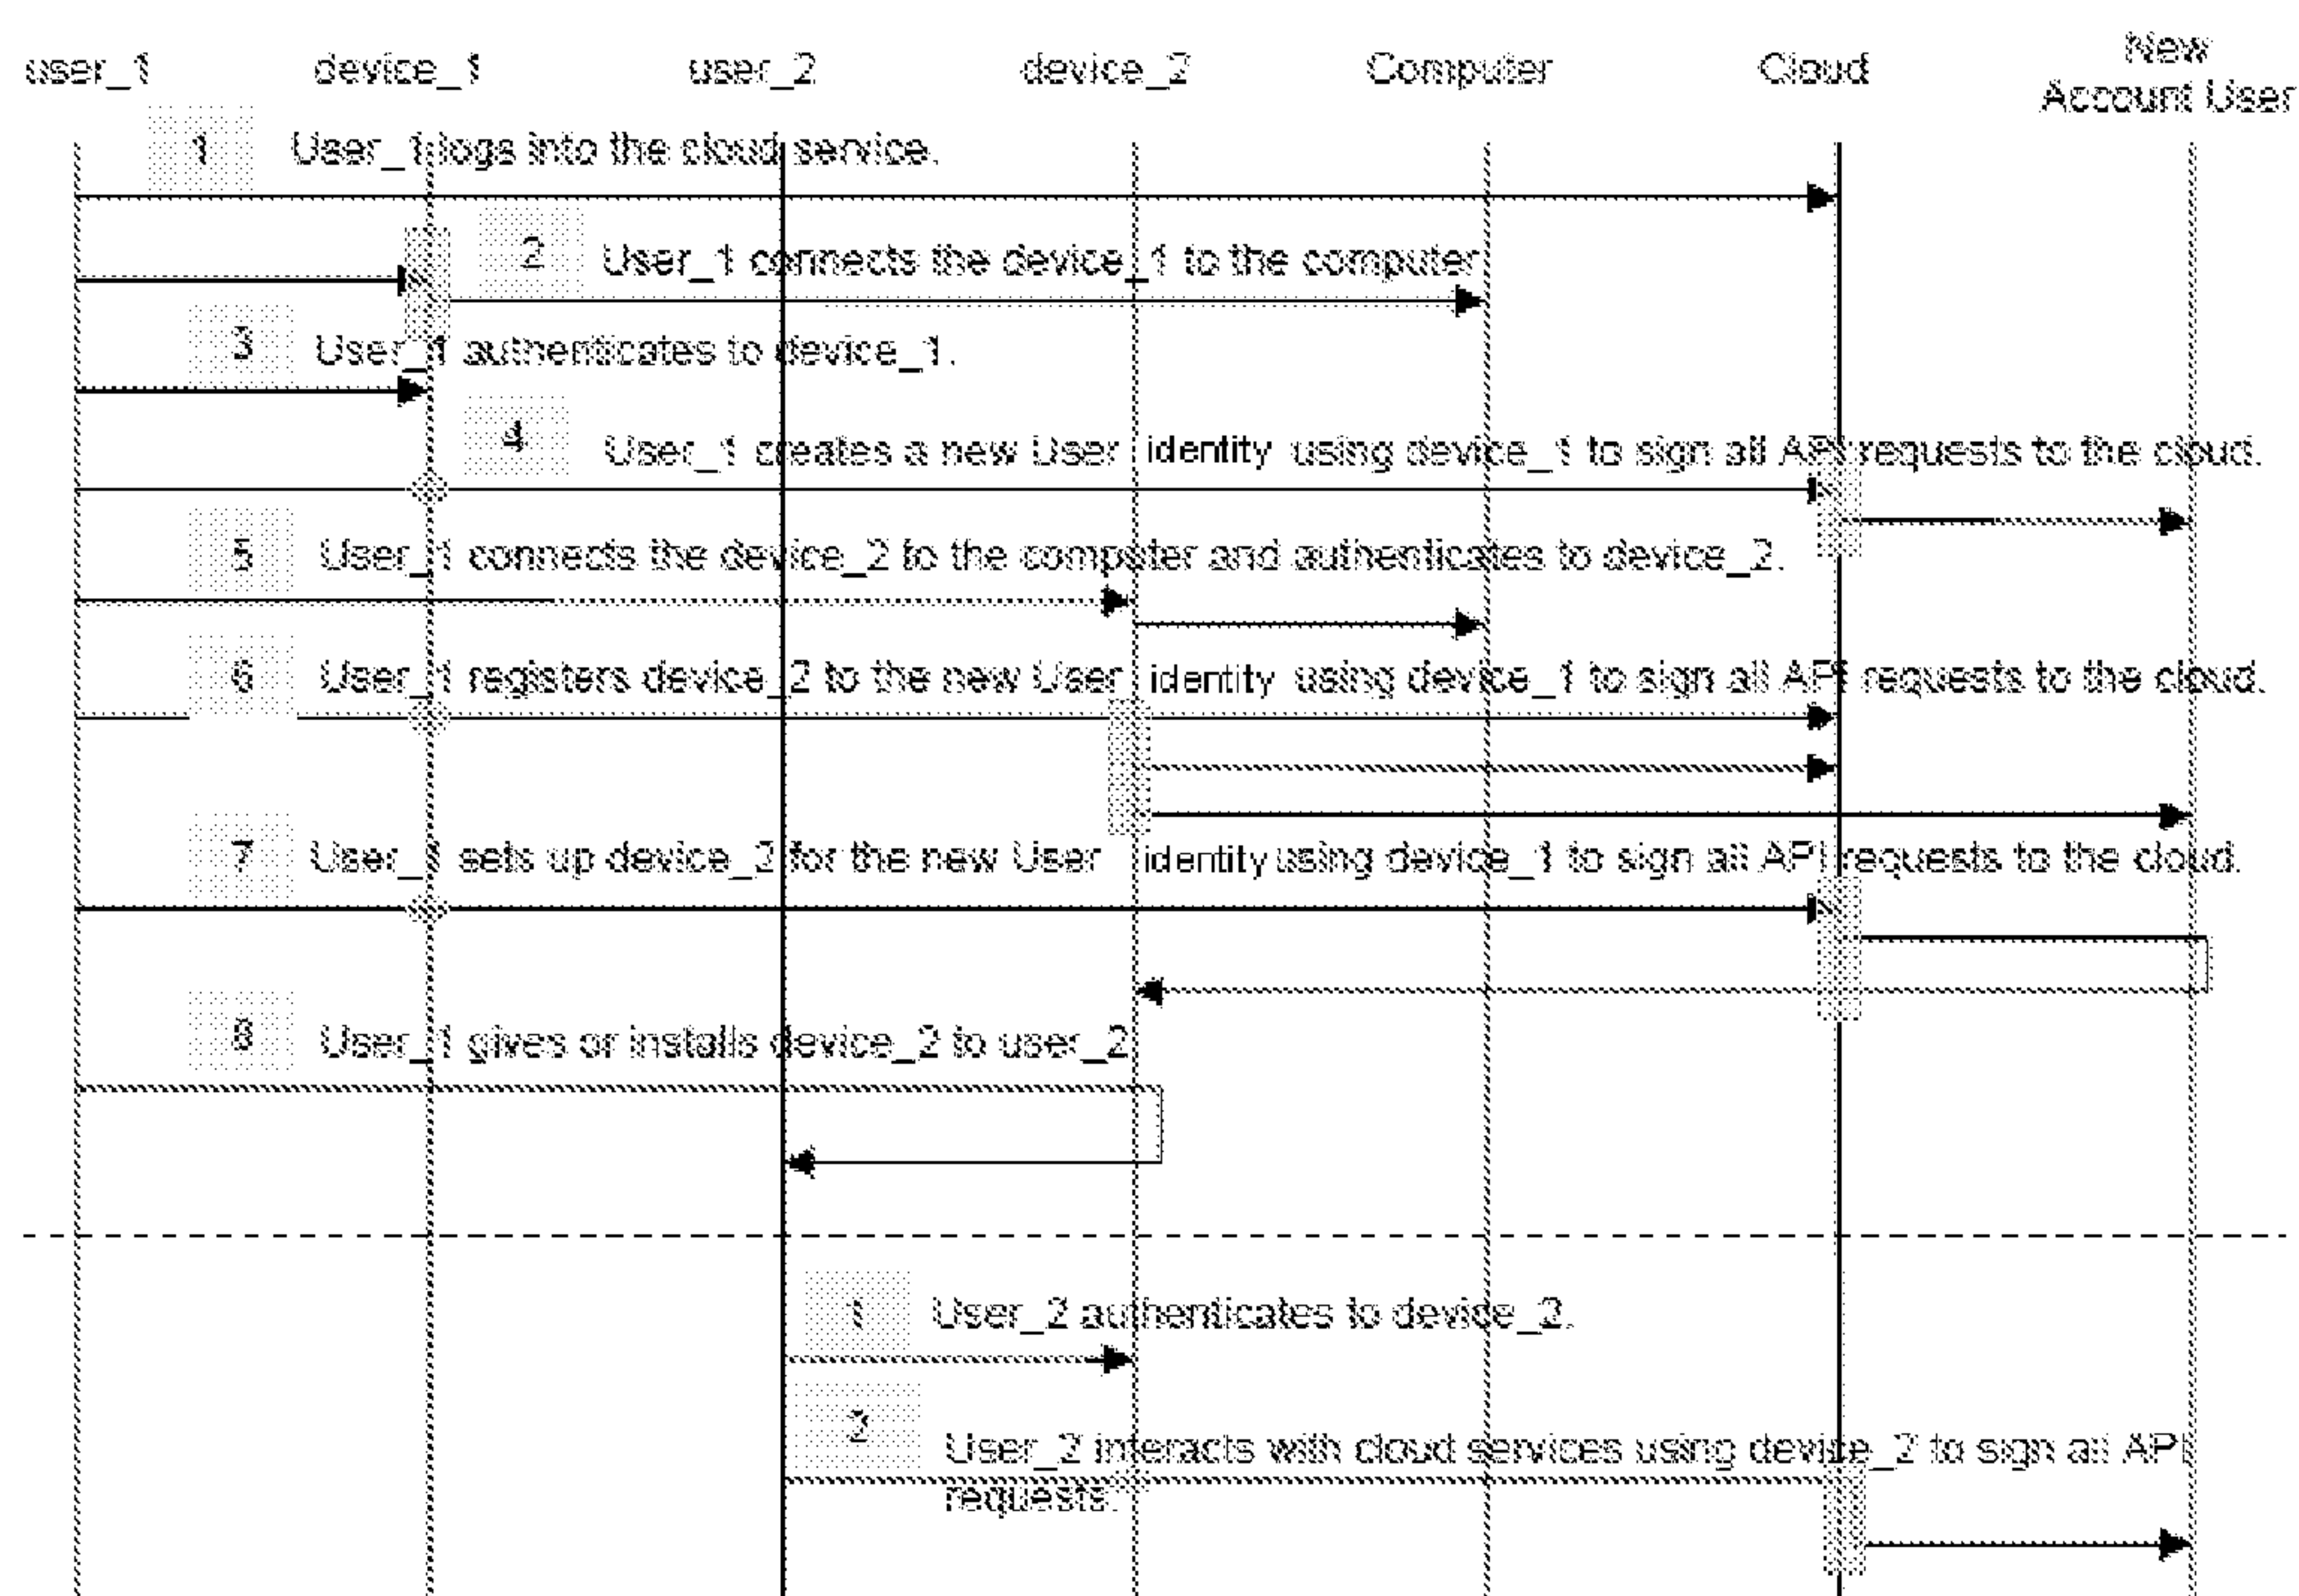 user_1 device_1 user_2 device_2 Computer Cloud New Account User
1 User_1 logs into the cloud service.
2 User_1 connects the device_1 to the computer
3 User_1 authenticates to device_1.
4 User_1 creates a new User identity using device_1 to sign all API requests to the cloud.
5 User_1 connects the device_2 to the computer and authenticates to device_2.
6 User_1 registers device_2 to the new User identity using device_1 to sign all API requests to the cloud.
7 User_1 sets up device_2 for the new User identity using device_1 to sign all API requests to the cloud.
8 User_1 gives or installs device_2 to user_2
1 User_2 authenticates to device_2.
2 User_2 interacts with cloud services using device_2 to sign all API
requests.